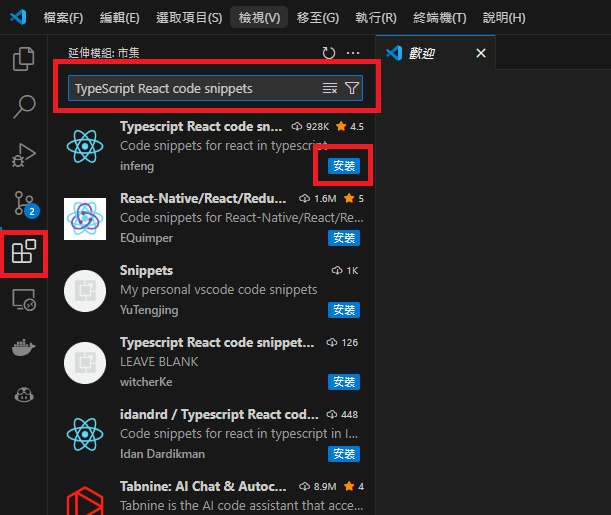 檔案(F) 編輯(E) 選取項目(S) 檢視(V) 移至(G) 執行(R) 終端機(T) 說明(H)
延伸模組: 市集 ···
歡迎
TypeScript React code snippets
Typescript React code sn... 928K 4.5
Code snippets for react in typescript
infeng 安裝
2
React-Native/React/Redu... 1.6M 5
Code snippets for React-Native/React/Re...
EQuimper 安裝
Snippets 1K
My personal vscode code snippets
YuTengjing 安裝
Typescript React code snippet... 126
LEAVE BLANK
witcherKe 安裝
idandrd / Typescript React cod... 448
Code snippets for react in typescript in I...
Idan Dardikman 安裝
Tabnine: AI Chat & Autoc... 8.9M 4
Tabnine is the AI code assistant that acce...